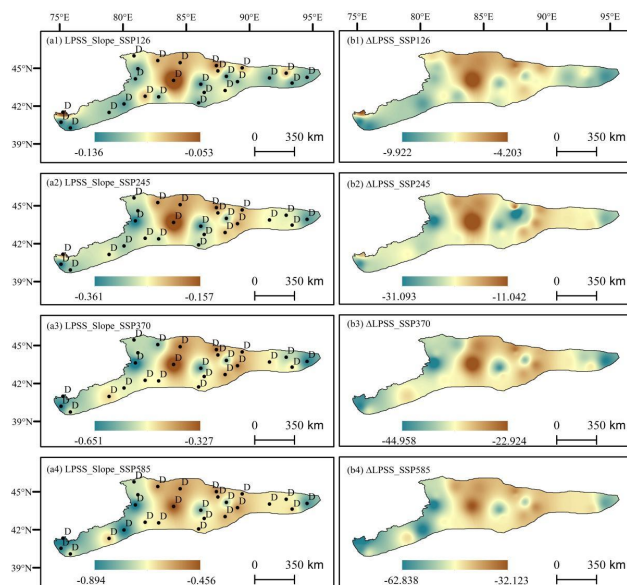 75°E 80°E 85°E 90°E 95°E 75°E 80°E 85°E 90°E 95°E
(a1) LPSS_Slope_SSP126
D D D D D D D D D D D D D D D D D D D D D D
45°N
42°N
39°N
-0.136 -0.053
0 350 km
(b1) ΔLPSS_SSP126
-9.922 -4.203
0 350 km
(a2) LPSS_Slope_SSP245
D D D D D D D D D D D D D D D D D D D D D D
45°N
42°N
39°N
-0.361 -0.157
0 350 km
(b2) ΔLPSS_SSP245
-31.093 -11.042
0 350 km
(a3) LPSS_Slope_SSP370
D D D D D D D D D D D D D D D D D D D D D D
45°N
42°N
39°N
-0.651 -0.327
0 350 km
(b3) ΔLPSS_SSP370
-44.958 -22.924
0 350 km
(a4) LPSS_Slope_SSP585
D D D D D D D D D D D D D D D D D D D D D D
45°N
42°N
39°N
-0.894 -0.456
0 350 km
(b4) ΔLPSS_SSP585
-62.838 -32.123
0 350 km